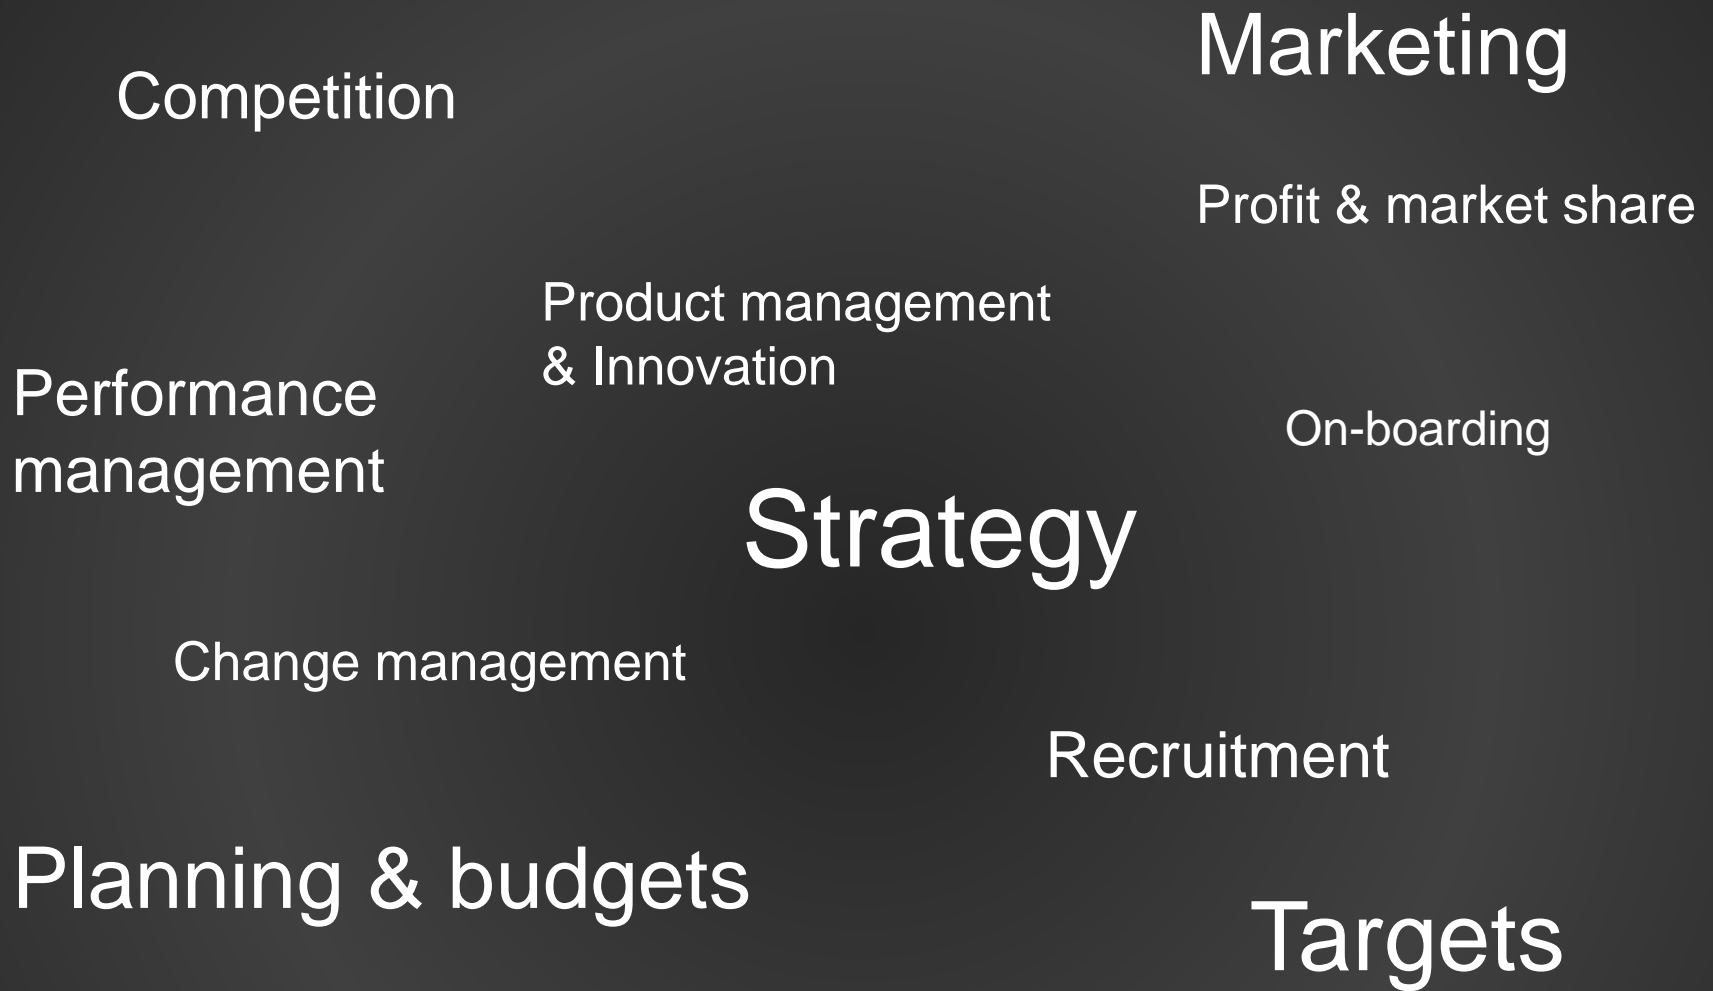 Marketing
Competition
Profit & market share
Product management
& Innovation
Performance
management
On-boarding
Strategy
Change management
Recruitment
Planning & budgets
Targets